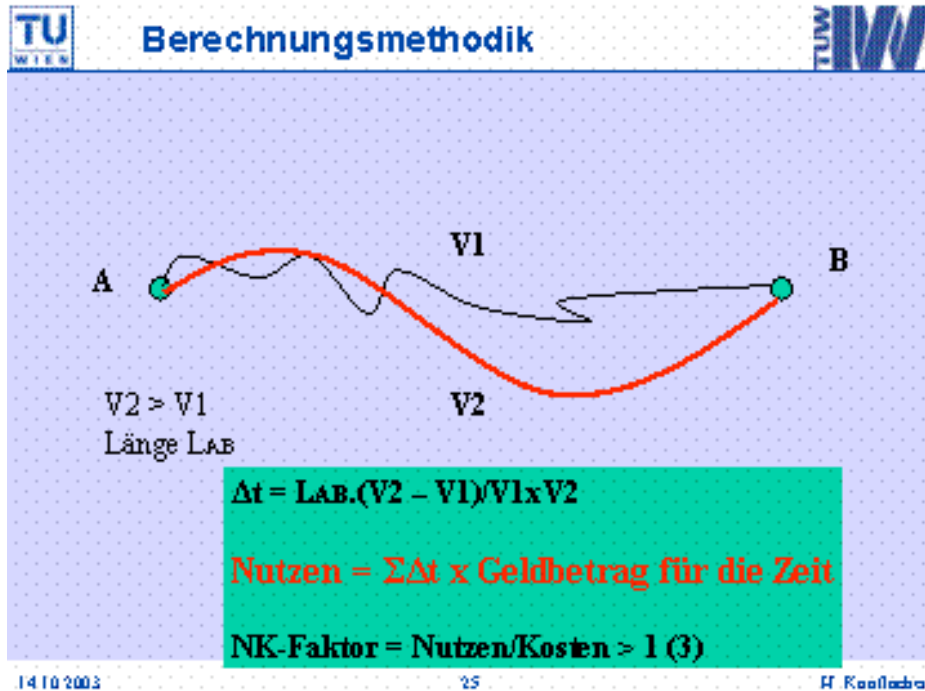 TU
WIEN
Berechnungsmethodik
TUW
IVV
V1
A
B
V2 > V1
V2
Länge LAB
Δt = LAB.(V2 – V1)/V1xV2
Nutzen = ΣΔt x Geldbetrag für die Zeit
NK-Faktor = Nutzen/Kosten > 1 (3)
14 10 2003
25
H